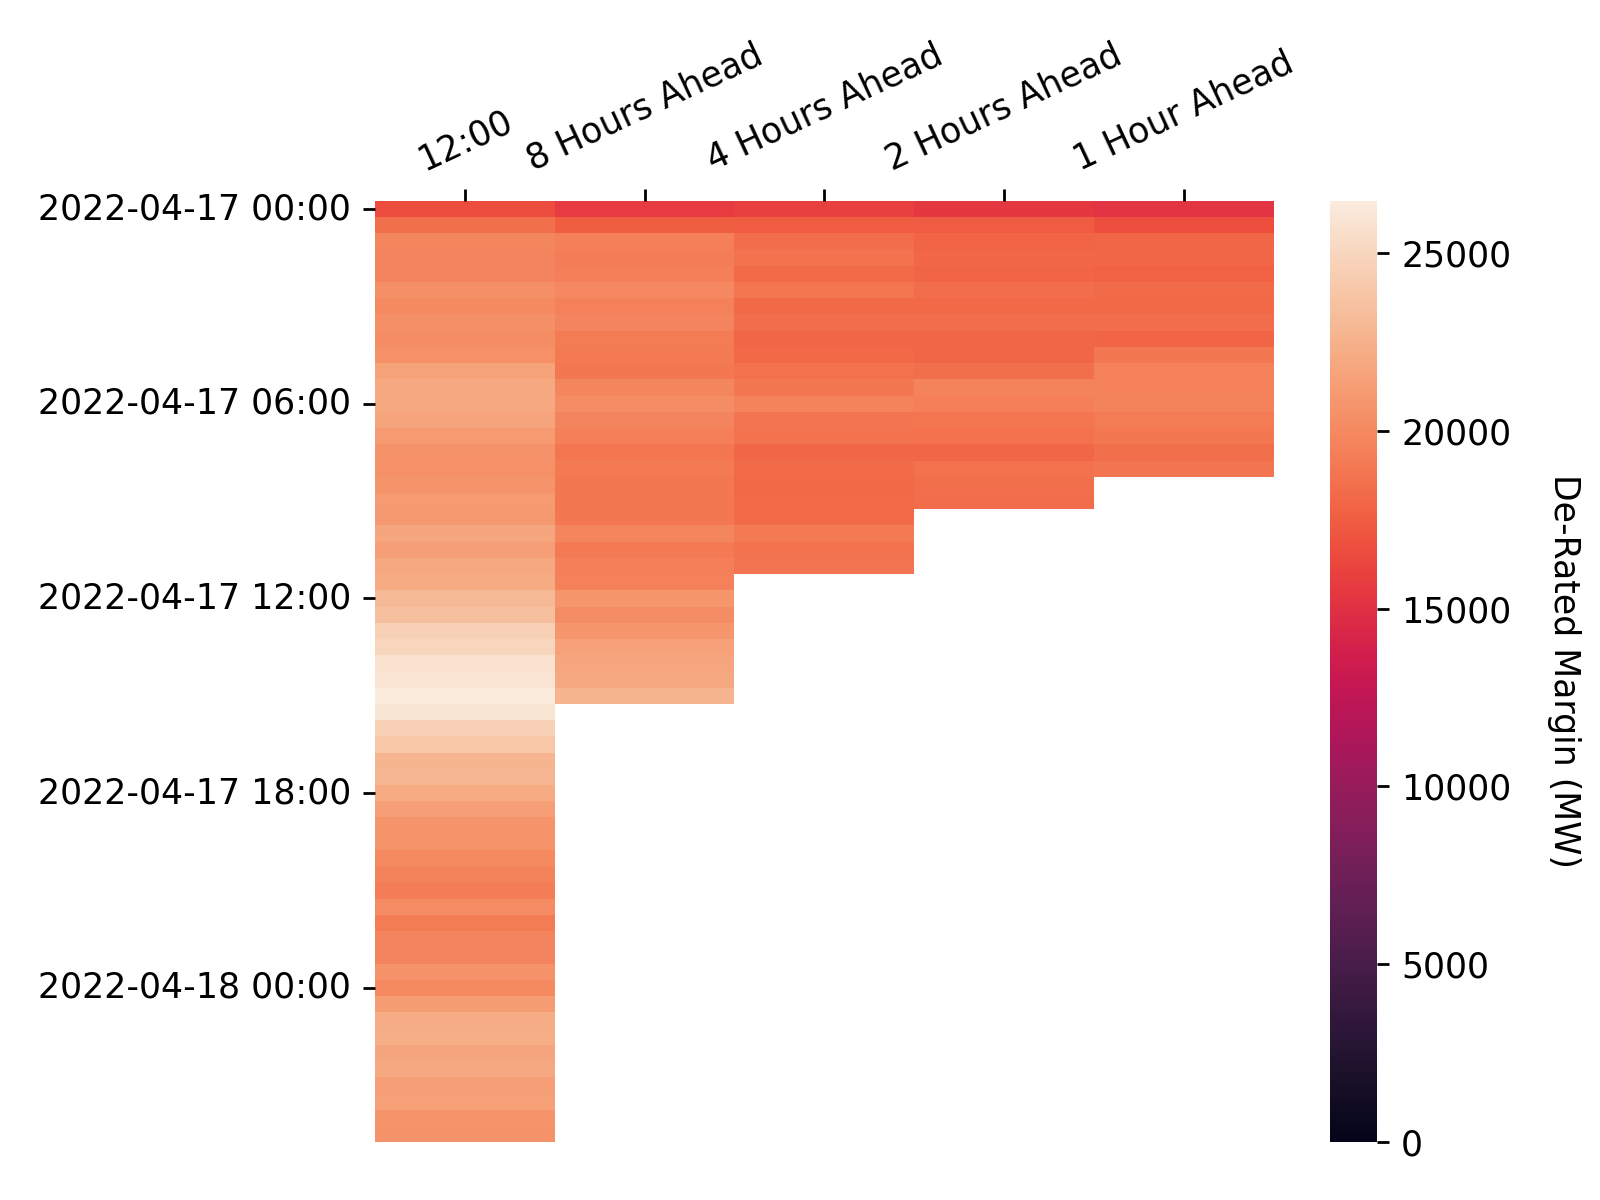 12:00
8 Hours Ahead
4 Hours Ahead
2 Hours Ahead
1 Hour Ahead
2022-04-17 00:00
2022-04-17 06:00
2022-04-17 12:00
2022-04-17 18:00
2022-04-18 00:00
25000
20000
15000
10000
5000
0
De-Rated Margin (MW)